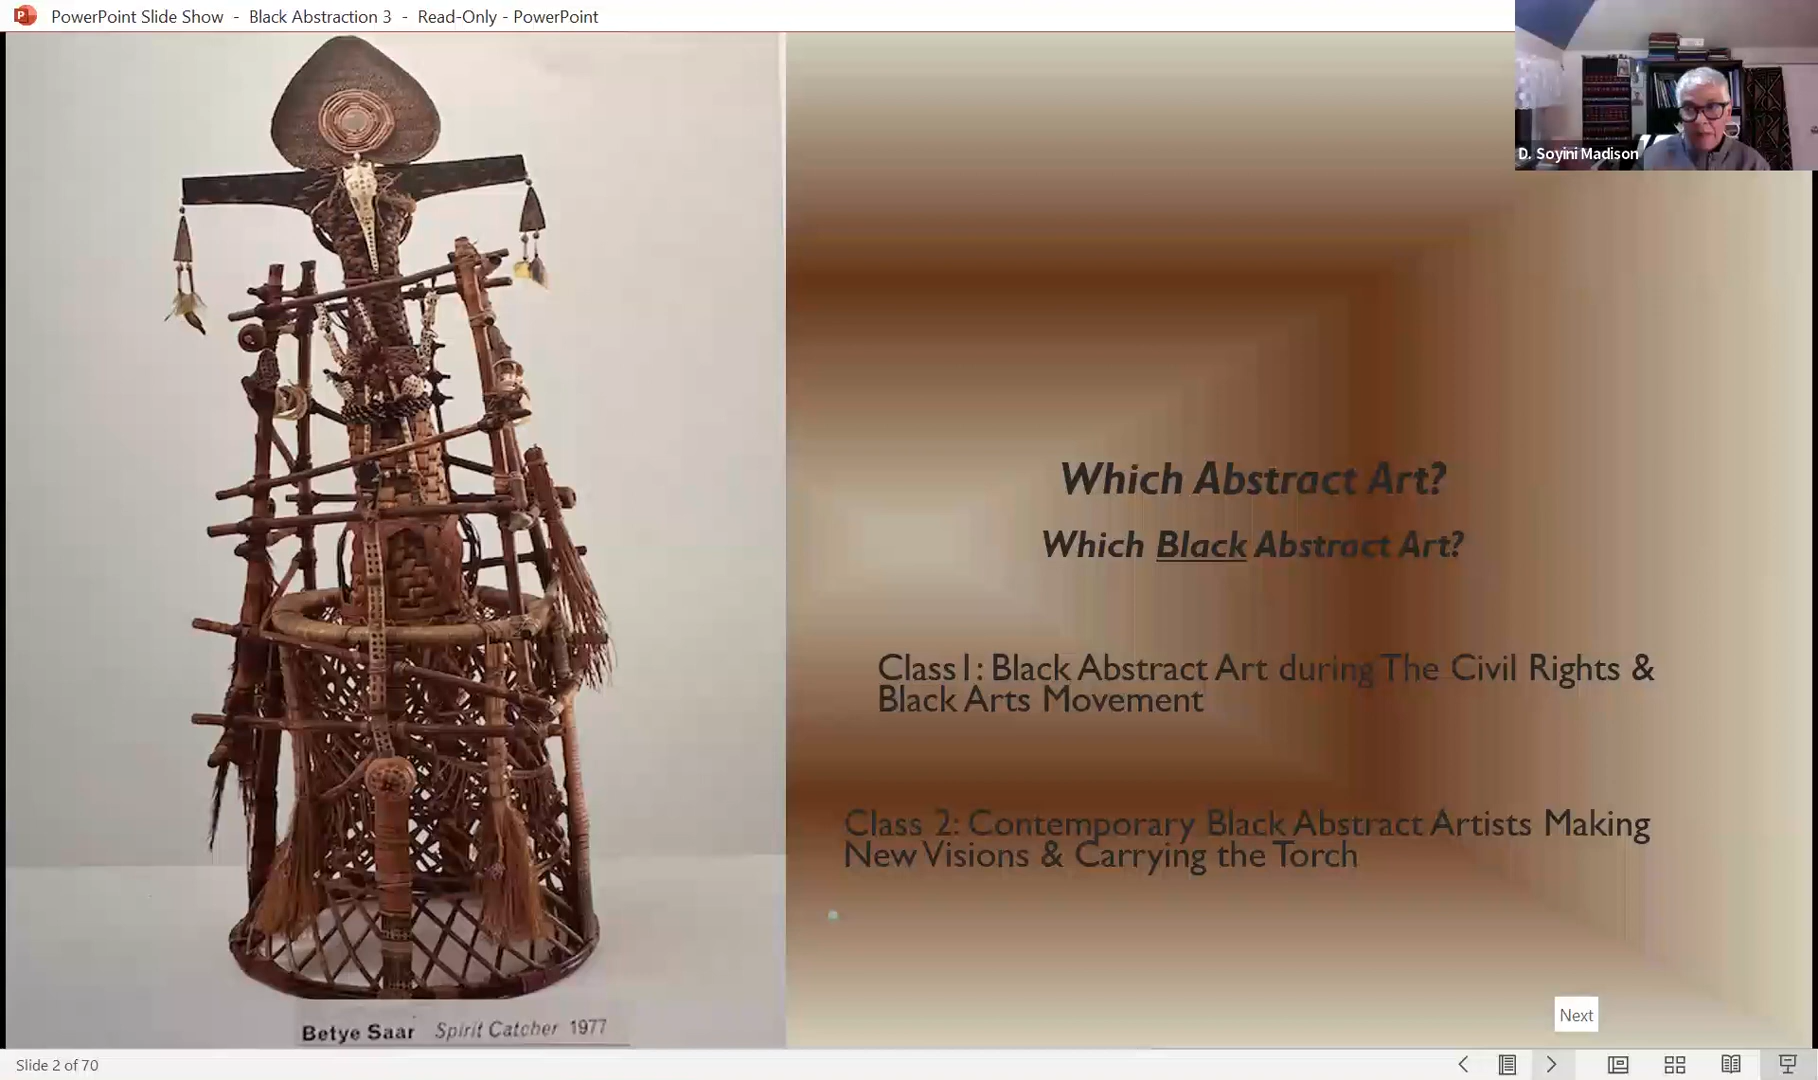 PowerPoint Slide Show - Black Abstraction 3 - Read-Only - PowerPoint
D. Soyini Madison
Which Abstract Art?
Which Black Abstract Art?
Class1: Black Abstract Art during The Civil Rights &
Black Arts Movement
Class 2: Contemporary Black Abstract Artists Making
New Visions & Carrying the Torch
Next
Betye Saar Spirit Catcher 1977
Slide 2 of 70